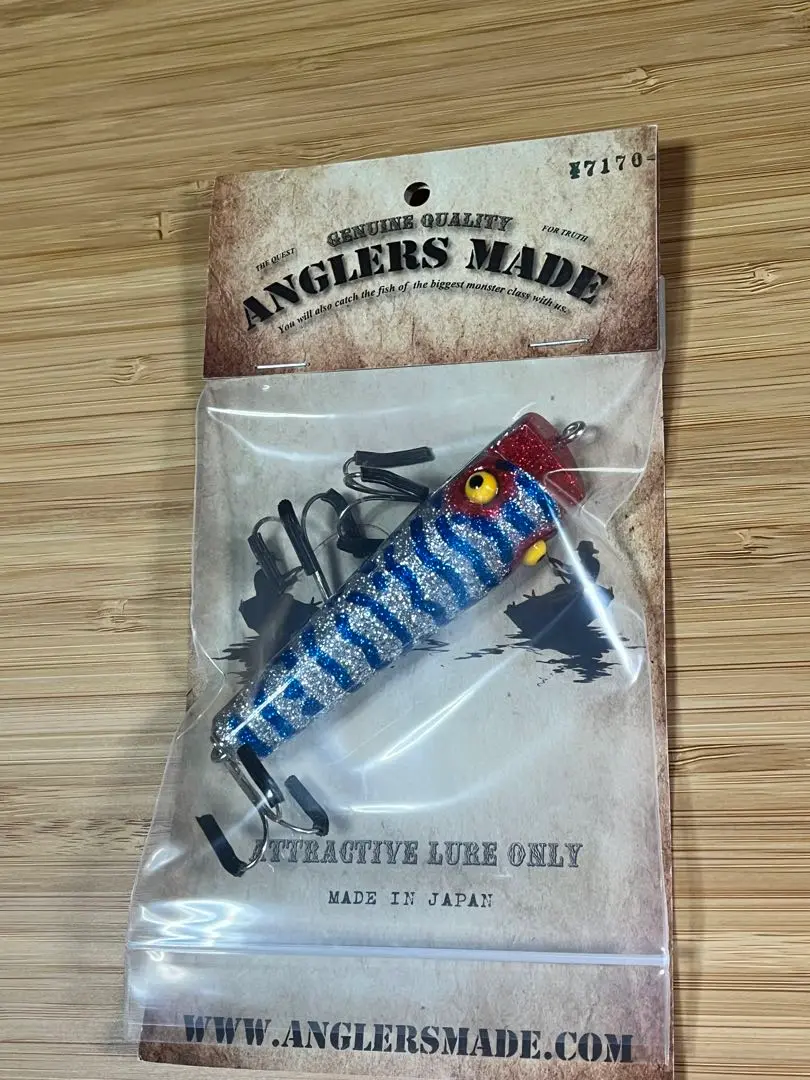 ¥7170-
GENUINE QUALITY
THE QUEST FOR TRUTH
ANGLERS MADE
You will also catch the fish of the biggest monster class with us.
ATTRACTIVE LURE ONLY
MADE IN JAPAN
WWW.ANGLERSMADE.COM